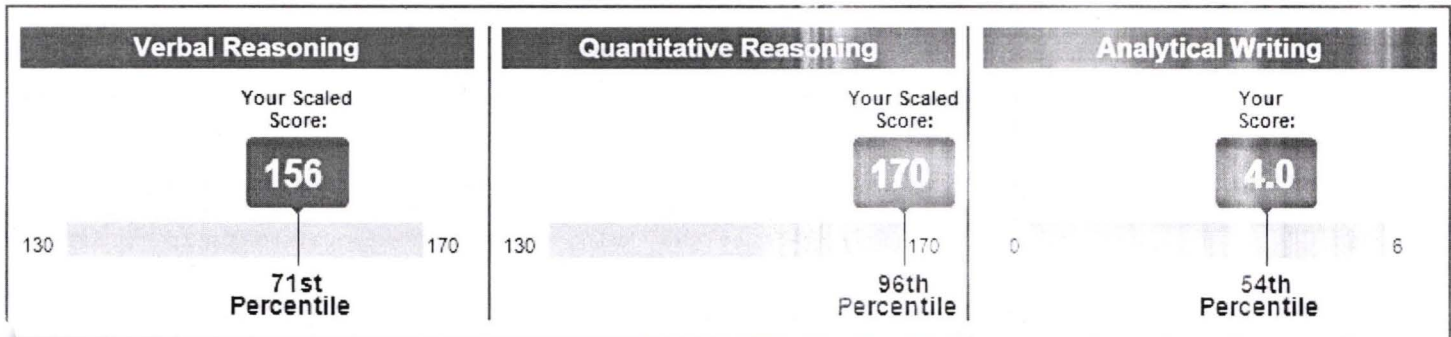 Verbal Reasoning
Your Scaled
Score:
156
130
170
71st
Percentile
Quantitative Reasoning
Your Scaled
Score:
170
130
170
96th
Percentile
Analytical Writing
Your
Score:
4.0
0
6
54th
Percentile